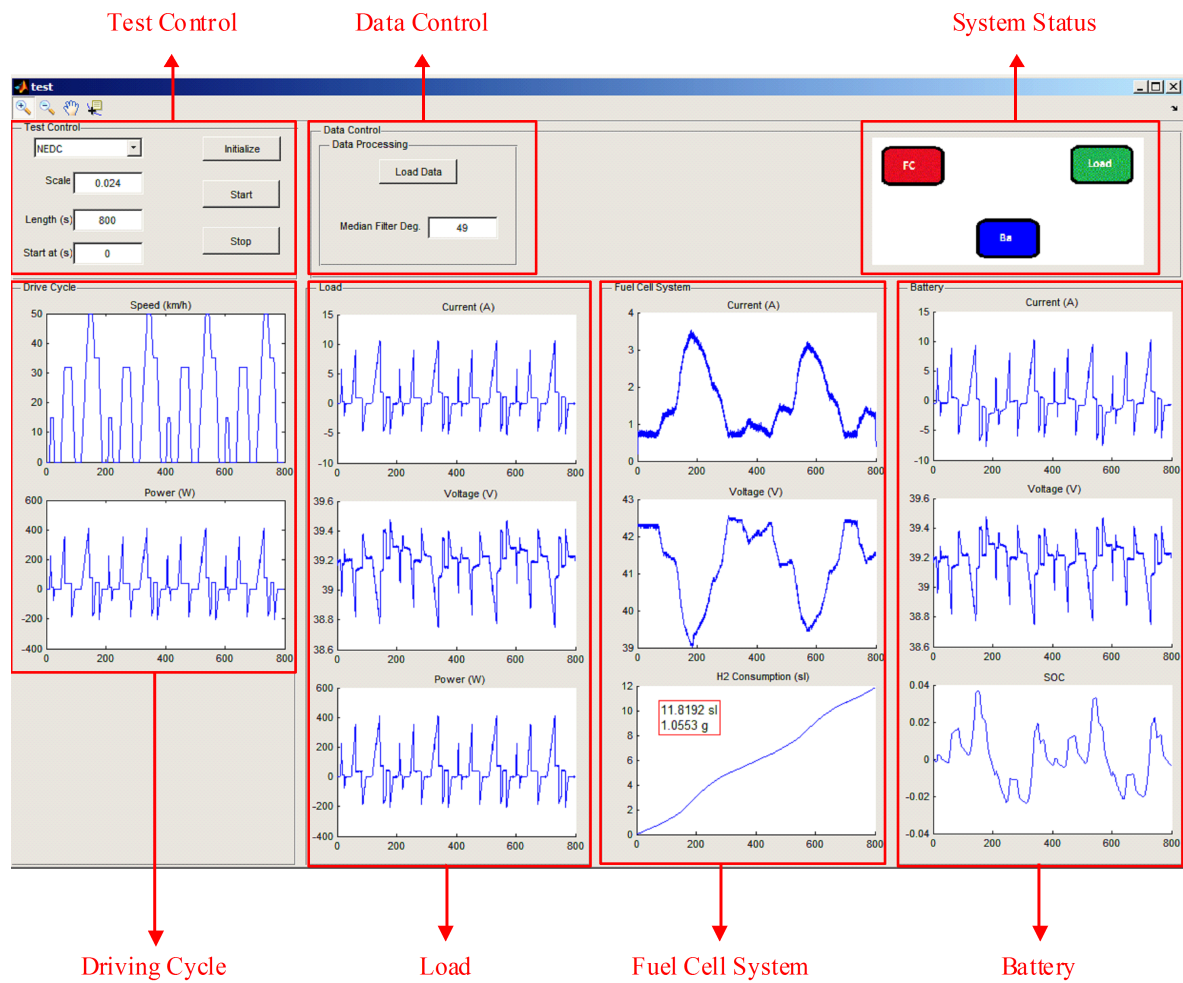 Test Control Data Control System Status
test
Test Control
NEDC
Initialize
Scale 0.024
Start
Length (s) 800
Stop
Start at (s) 0
Data Control
Data Processing
Load Data
Median Filter Deg. 49
FC
Load
Ba
Drive Cycle
Speed (km/h)
50
40
30
20
10
0
0 200 400 600 800
Power (W)
600
400
200
0
-200
-400
0 200 400 600 800
Load
Current (A)
15
10
5
0
-5
-10
0 200 400 600 800
Voltage (V)
39.6
39.4
39.2
39
38.8
38.6
0 200 400 600 800
Power (W)
600
400
200
0
-200
-400
0 200 400 600 800
Fuel Cell System
Current (A)
4
3
2
1
0
0 200 400 600 800
Voltage (V)
43
42
41
40
39
0 200 400 600 800
H2 Consumption (sl)
12
10
8
6
4
2
0
11.8192 sl
1.0553 g
0 200 400 600 800
Battery
Current (A)
15
10
5
0
-5
-10
0 200 400 600 800
Voltage (V)
39.6
39.4
39.2
39
38.8
38.6
0 200 400 600 800
SOC
0.04
0.02
0
-0.02
-0.04
0 200 400 600 800
Driving Cycle Load Fuel Cell System Battery